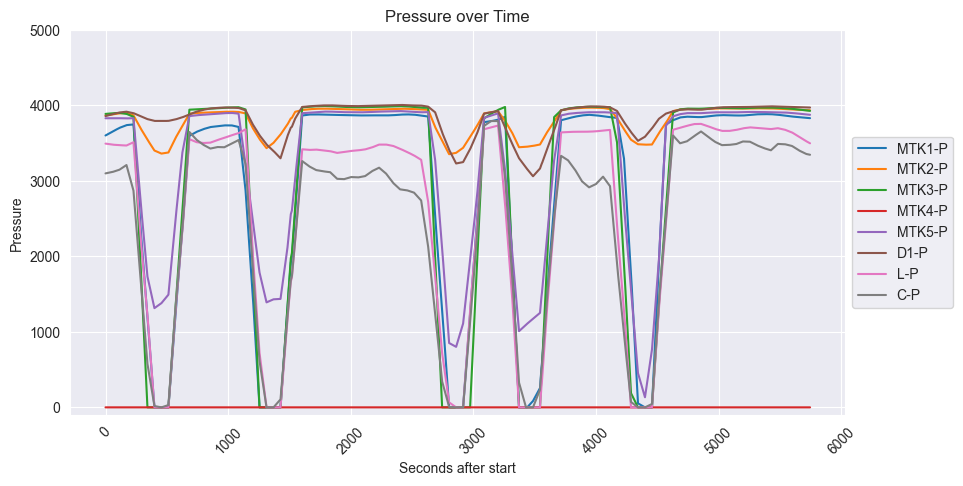 Pressure over Time
5000
4000
3000
2000
1000
0
Pressure
0
1000
2000
3000
4000
5000
6000
Seconds after start
MTK1-P
MTK2-P
MTK3-P
MTK4-P
MTK5-P
D1-P
L-P
C-P